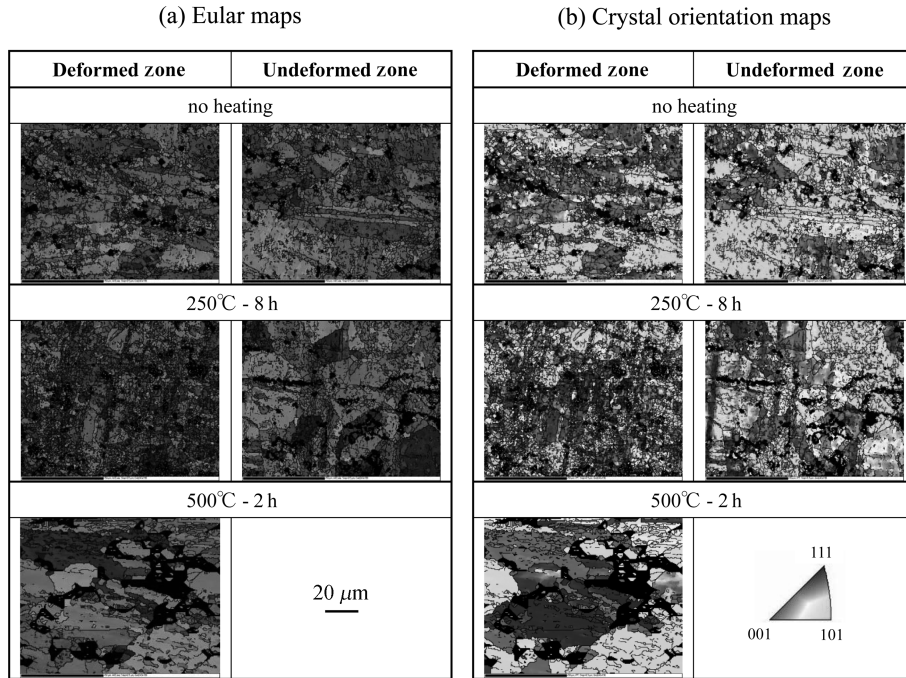 (a) Eular maps
Deformed zone Undeformed zone
no heating
250℃ - 8 h
500℃ - 2 h
20 μm
(b) Crystal orientation maps
Deformed zone Undeformed zone
no heating
250℃ - 8 h
500℃ - 2 h
111
001 101